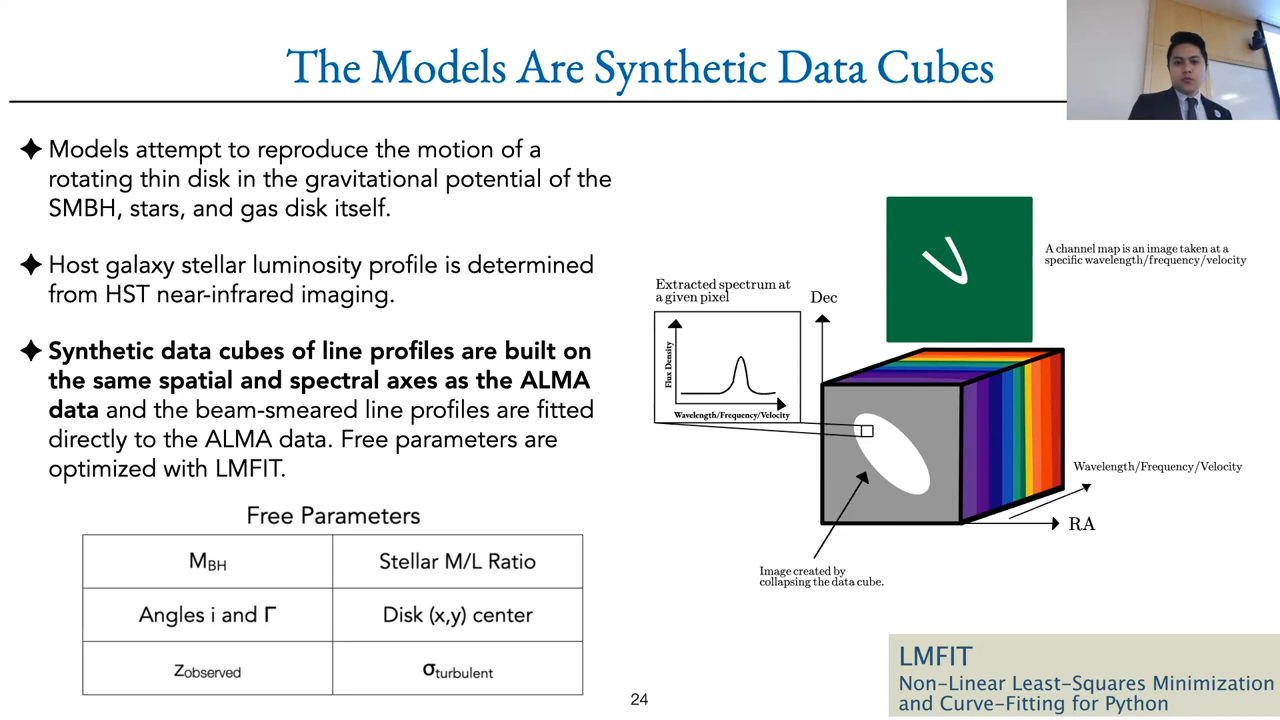 The Models Are Synthetic Data Cubes
Models attempt to reproduce the motion of a
rotating thin disk in the gravitational potential of the
SMBH, stars, and gas disk itself.
Host galaxy stellar luminosity profile is determined
from HST near-infrared imaging.
Synthetic data cubes of line profiles are built on
the same spatial and spectral axes as the ALMA
data and the beam-smeared line profiles are fitted
directly to the ALMA data. Free parameters are
optimized with LMFIT.
Free Parameters
MBH
Stellar M/L Ratio
Angles i and Γ
Disk (x,y) center
zobserved
σturbulent
A channel map is an image taken at a
specific wavelength/frequency/velocity
Extracted spectrum at
a given pixel
Dec
Flux Density
Wavelength/Frequency/Velocity
Wavelength/Frequency/Velocity
RA
Image created by
collapsing the data cube.
LMFIT
Non-Linear Least-Squares Minimization
and Curve-Fitting for Python
24